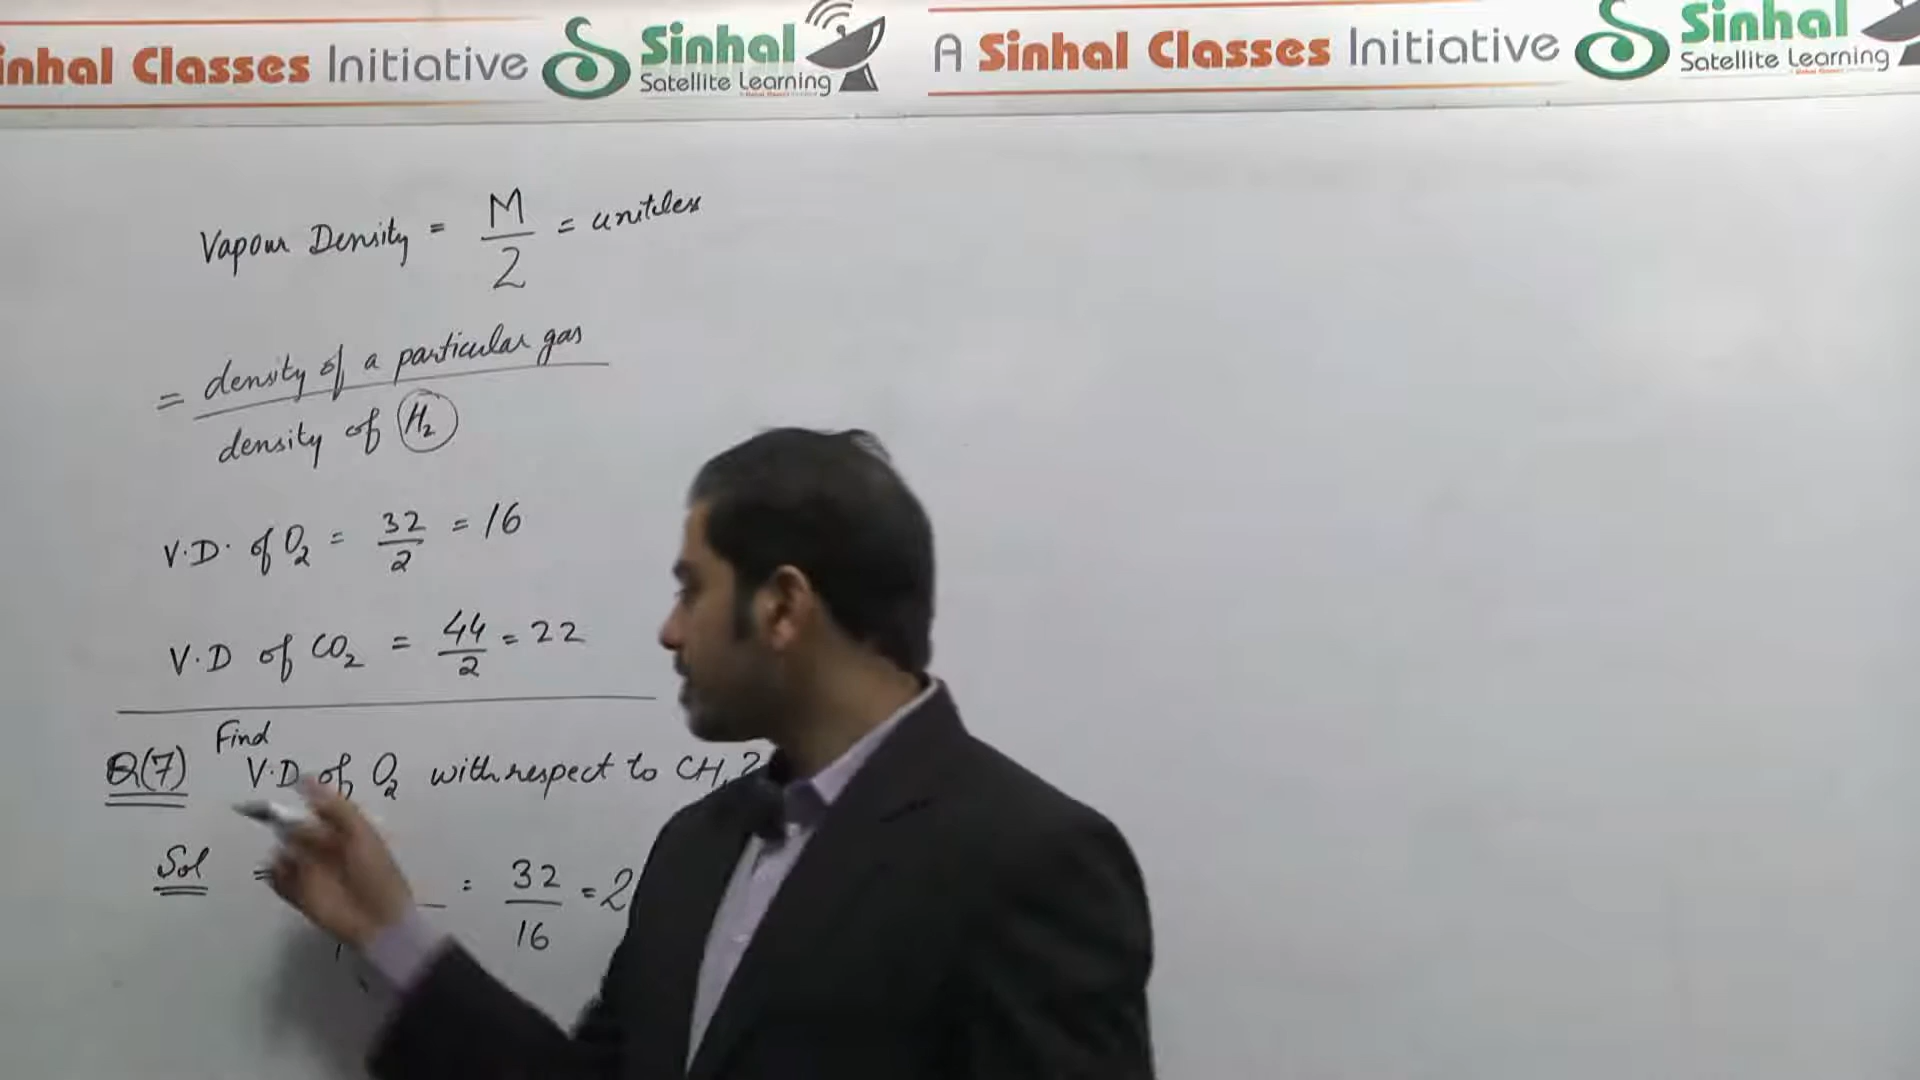 inhal Classes Initiative Sinhal Satellite Learning A Sinhal Classes Initiative Sinhal Satellite Learning
Vapour Density = M/2 = unitless
= density of a particular gas / density of H₂
V.D. of O₂ = 32/2 = 16
V.D of CO₂ = 44/2 = 22
Find
Q(7) V.D of O₂ with respect to CH ?
Sol = = 32/16 = 2